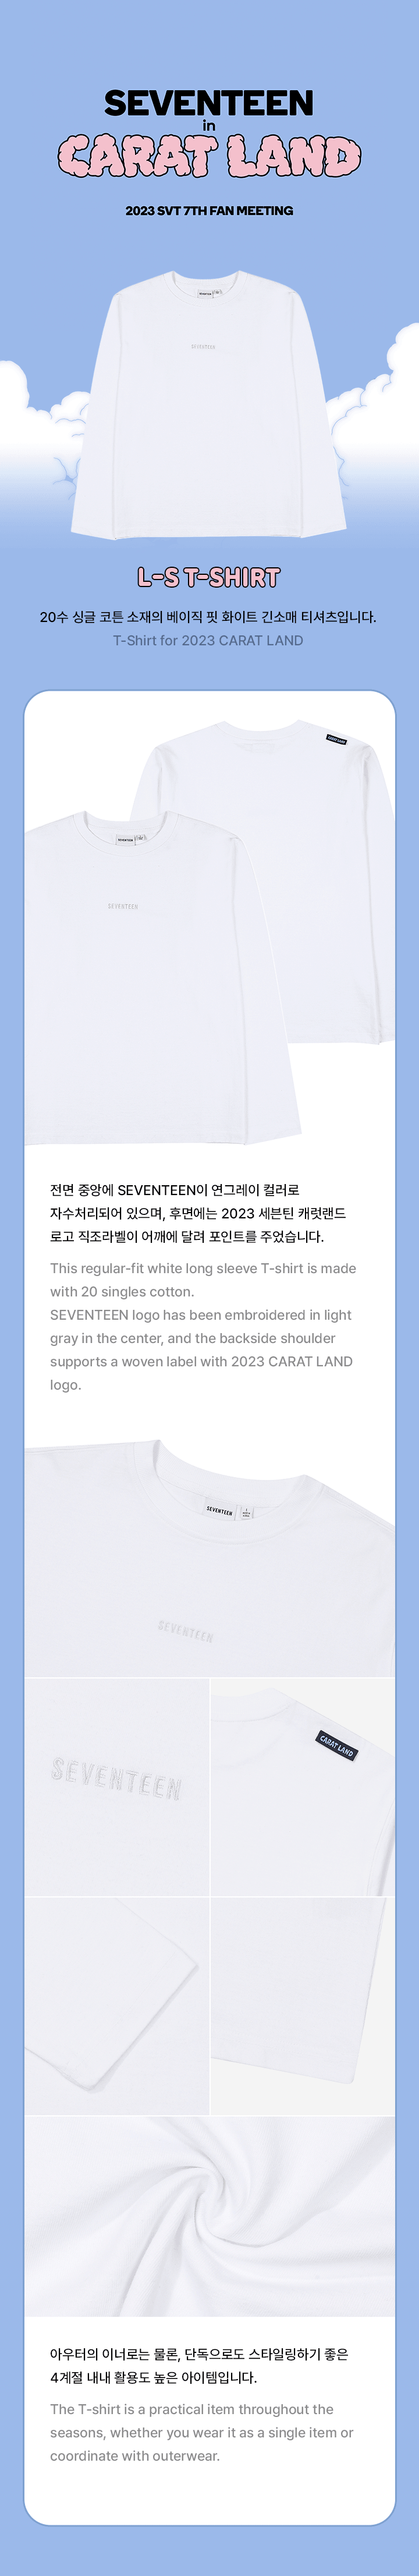 SEVENTEEN
in
CARAT LAND
2023 SVT 7TH FAN MEETING
SEVENTEEN
SEVENTEEN
L-S T-SHIRT
20수 싱글 코튼 소재의 베이직 핏 화이트 긴소매 티셔츠입니다.
T-Shirt for 2023 CARAT LAND
CARAT LAND
SEVENTEEN
SEVENTEEN
전면 중앙에 SEVENTEEN이 연그레이 컬러로
자수처리되어 있으며, 후면에는 2023 세븐틴 캐럿랜드
로고 직조라벨이 어깨에 달려 포인트를 주었습니다.
This regular-fit white long sleeve T-shirt is made
with 20 singles cotton.
SEVENTEEN logo has been embroidered in light
gray in the center, and the backside shoulder
supports a woven label with 2023 CARAT LAND
logo.
SEVENTEEN
SEVENTEEN
SEVENTEEN
CARAT LAND
아우터의 이너로는 물론, 단독으로도 스타일링하기 좋은
4계절 내내 활용도 높은 아이템입니다.
The T-shirt is a practical item throughout the
seasons, whether you wear it as a single item or
coordinate with outerwear.